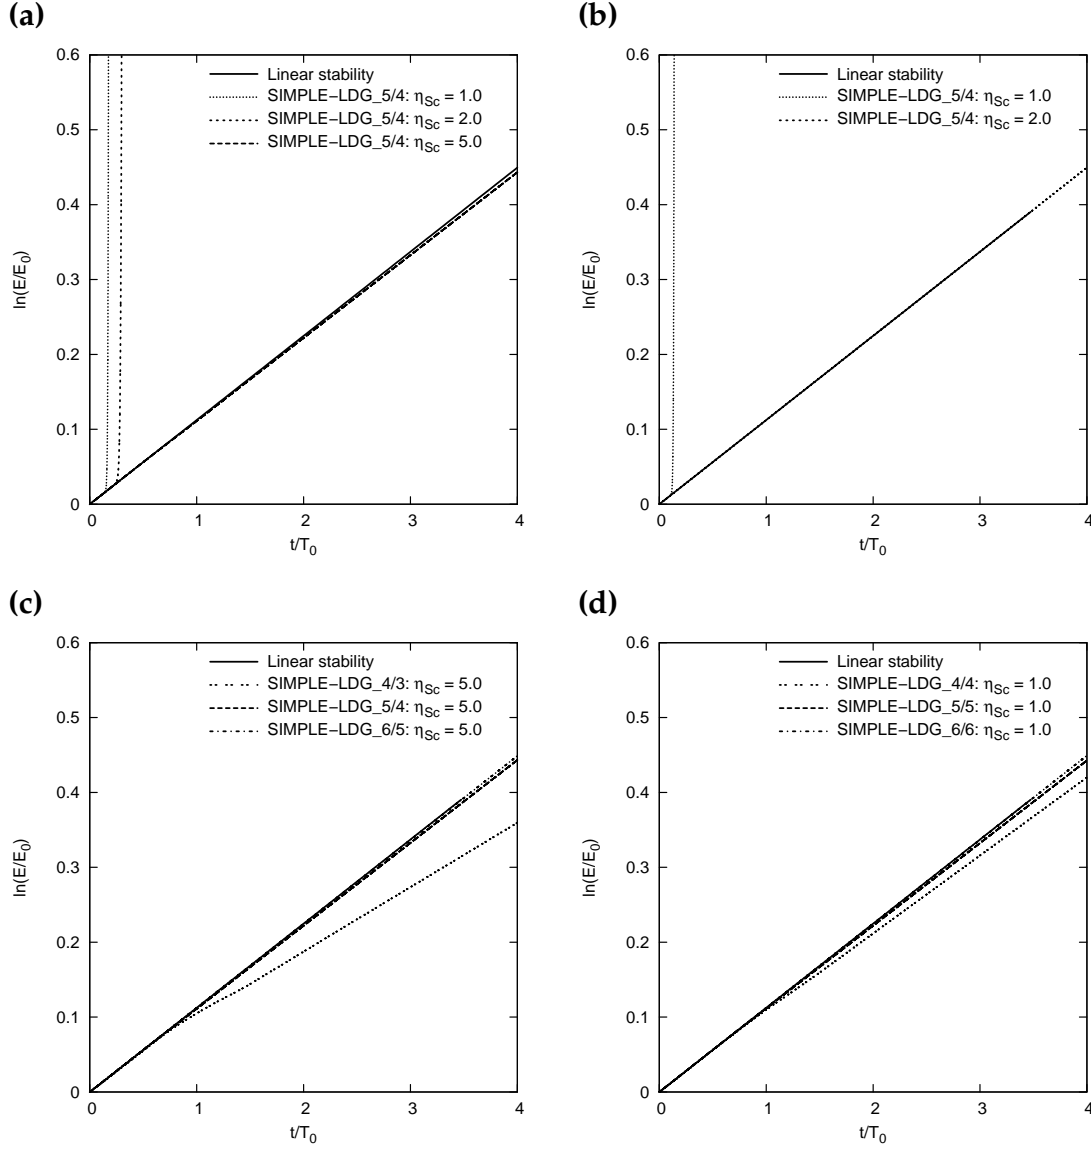 (a)
0.6
0.5
0.4
0.3
0.2
0.1
0
0 1 2 3 4
ln(E/E0)
t/T0
Linear stability
SIMPLE−LDG_5/4: ηSc = 1.0
SIMPLE−LDG_5/4: ηSc = 2.0
SIMPLE−LDG_5/4: ηSc = 5.0
(b)
0.6
0.5
0.4
0.3
0.2
0.1
0
0 1 2 3 4
ln(E/E0)
t/T0
Linear stability
SIMPLE−LDG_5/4: ηSc = 1.0
SIMPLE−LDG_5/4: ηSc = 2.0
(c)
0.6
0.5
0.4
0.3
0.2
0.1
0
0 1 2 3 4
ln(E/E0)
t/T0
Linear stability
SIMPLE−LDG_4/3: ηSc = 5.0
SIMPLE−LDG_5/4: ηSc = 5.0
SIMPLE−LDG_6/5: ηSc = 5.0
(d)
0.6
0.5
0.4
0.3
0.2
0.1
0
0 1 2 3 4
ln(E/E0)
t/T0
Linear stability
SIMPLE−LDG_4/4: ηSc = 1.0
SIMPLE−LDG_5/5: ηSc = 1.0
SIMPLE−LDG_6/6: ηSc = 1.0